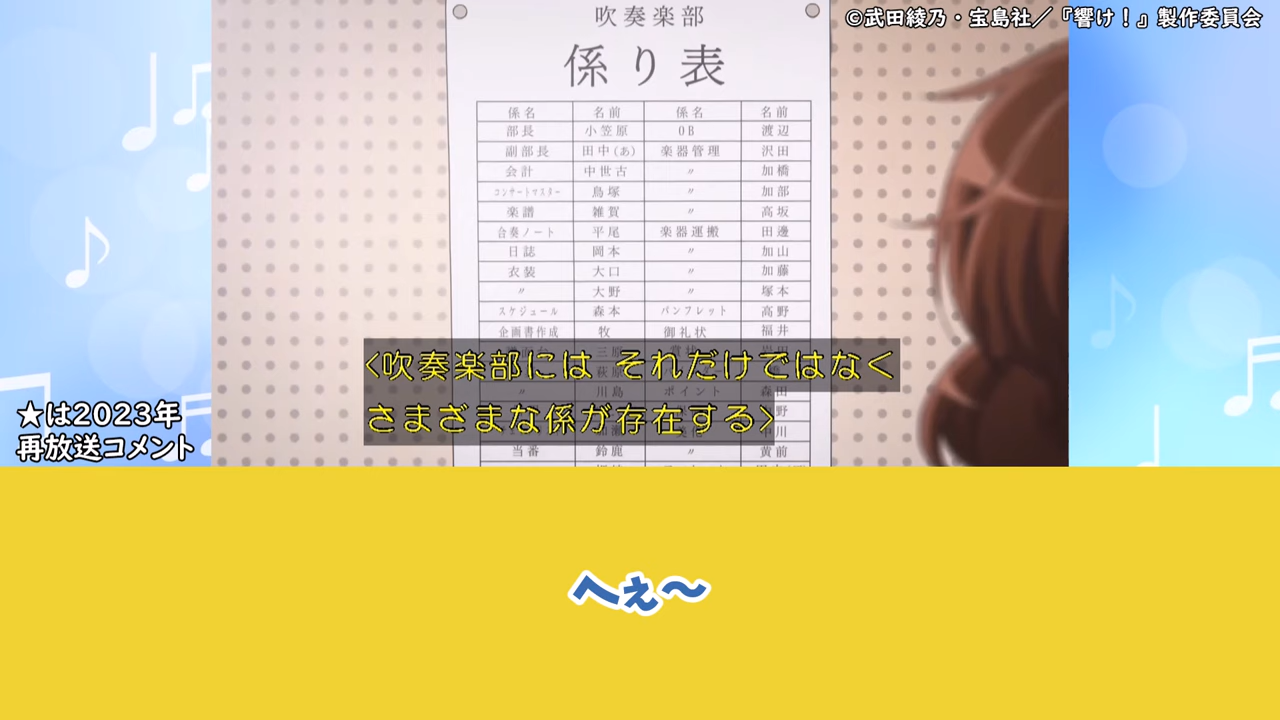 ©武田綾乃・宝島社／『響け！』製作委員会
吹奏楽部
係り表
係名 名前 係名 名前
部長 小笠原 OB 渡辺
副部長 田中(あ) 楽器管理 沢田
会計 中世古 〃 加橋
コンサートマスター 鳥塚 〃 加部
楽譜 雑賀 〃 高坂
合奏ノート 平尾 楽器運搬 田邊
日誌 岡本 〃 加山
衣装 大口 〃 加藤
〃 大野 〃 塚本
スケジュール 森本 パンフレット 高野
企画書作成 牧 御礼状 福井
<吹奏楽部には それだけではなく
〃 川島 ポイント 森田
さまざまな係が存在する>
当番 鈴鹿 〃 黄前
★は2023年
再放送コメント
へぇ〜